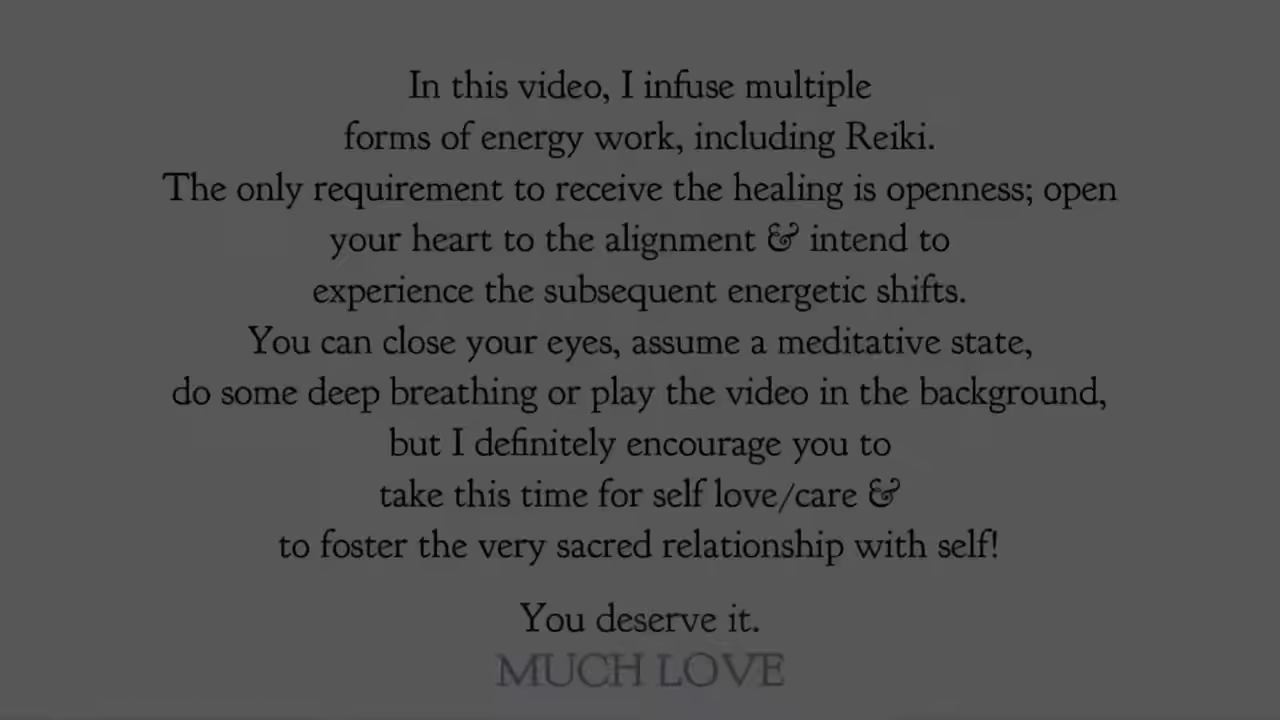 In this video, I infuse multiple
forms of energy work, including Reiki.
The only requirement to receive the healing is openness; open
your heart to the alignment & intend to
experience the subsequent energetic shifts.
You can close your eyes, assume a meditative state,
do some deep breathing or play the video in the background,
but I definitely encourage you to
take this time for self love/care &
to foster the very sacred relationship with self!
You deserve it.
MUCH LOVE